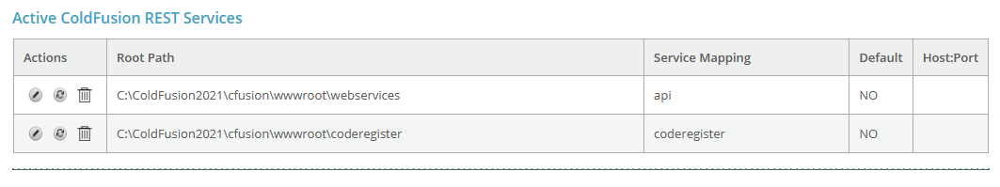 Active ColdFusion REST Services
Actions Root Path Service Mapping Default Host:Port
C:\ColdFusion2021\cfusion\wwwroot\webservices api NO
C:\ColdFusion2021\cfusion\wwwroot\coderegister coderegister NO